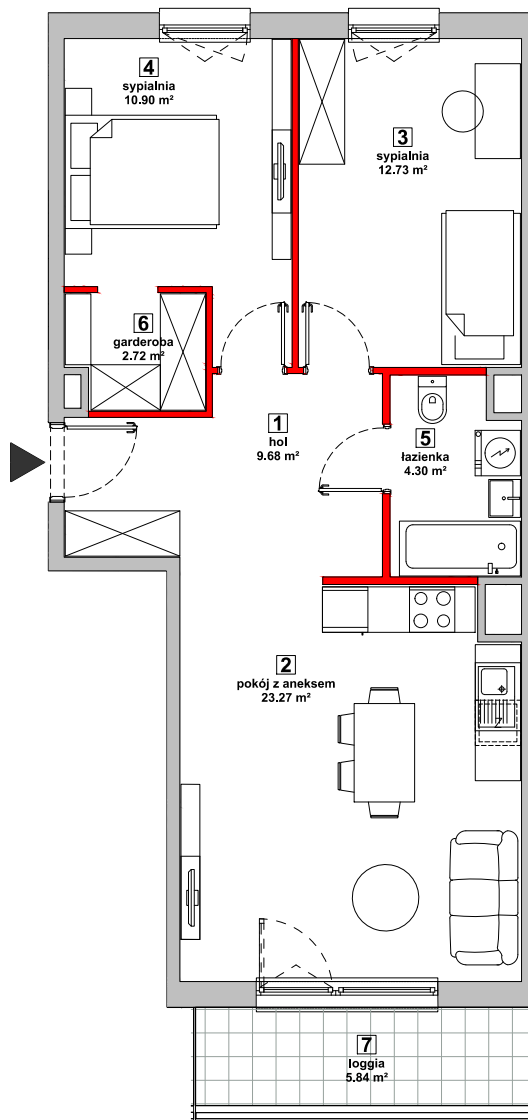 4
sypialnia
10.90 m²
3
sypialnia
12.73 m²
6
garderoba
2.72 m²
1
hol
9.68 m²
5
łazienka
4.30 m²
2
pokój z aneksem
23.27 m²
Z
7
loggia
5.84 m²